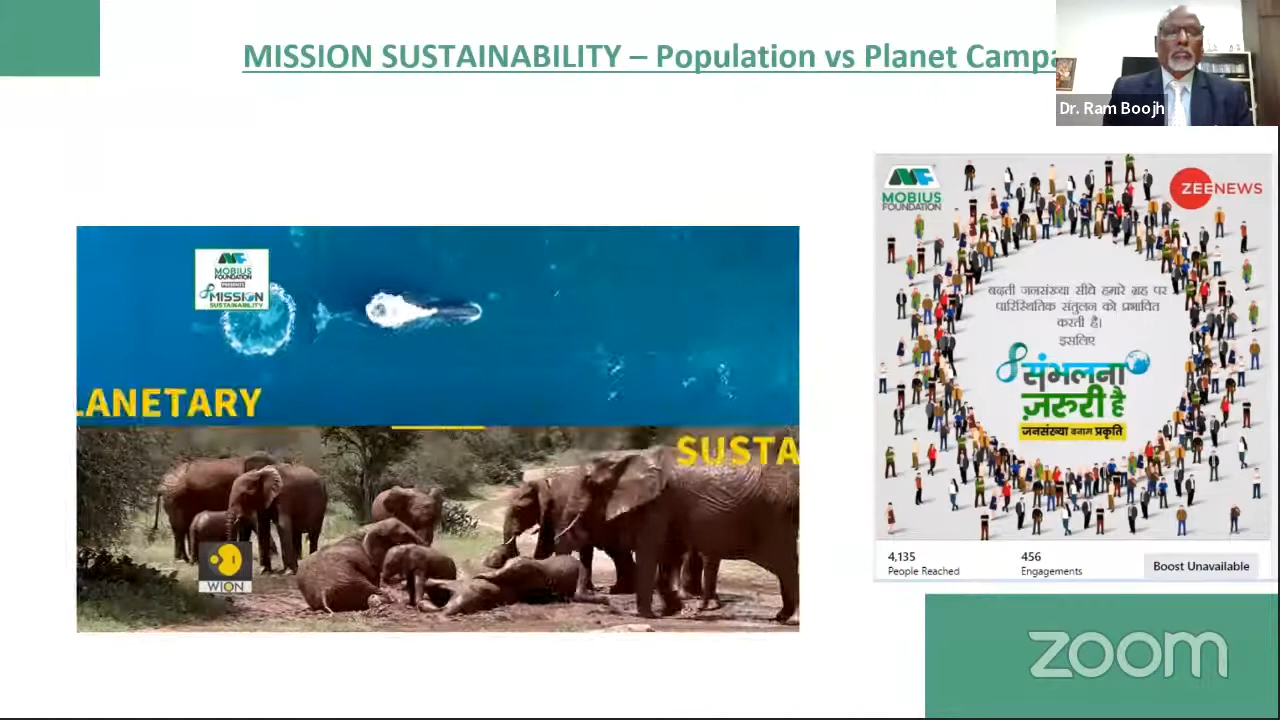 MISSION SUSTAINABILITY – Population vs Planet Campa
Dr. Ram Boojh
MOBIUS
FOUNDATION
PRESENTS
MISSION
SUSTAINABILITY
LANETARY
SUSTA
WION
MOBIUS
FOUNDATION
ZEE NEWS
बढ़ती जनसंख्या सीधे हमारे ग्रह पर
पारिस्थितिक संतुलन को प्रभावित
करती है।
इसलिए
संभलना
ज़रुरी है
जनसंख्या बनाम प्रकृति
4,135
People Reached
456
Engagements
Boost Unavailable
zoom